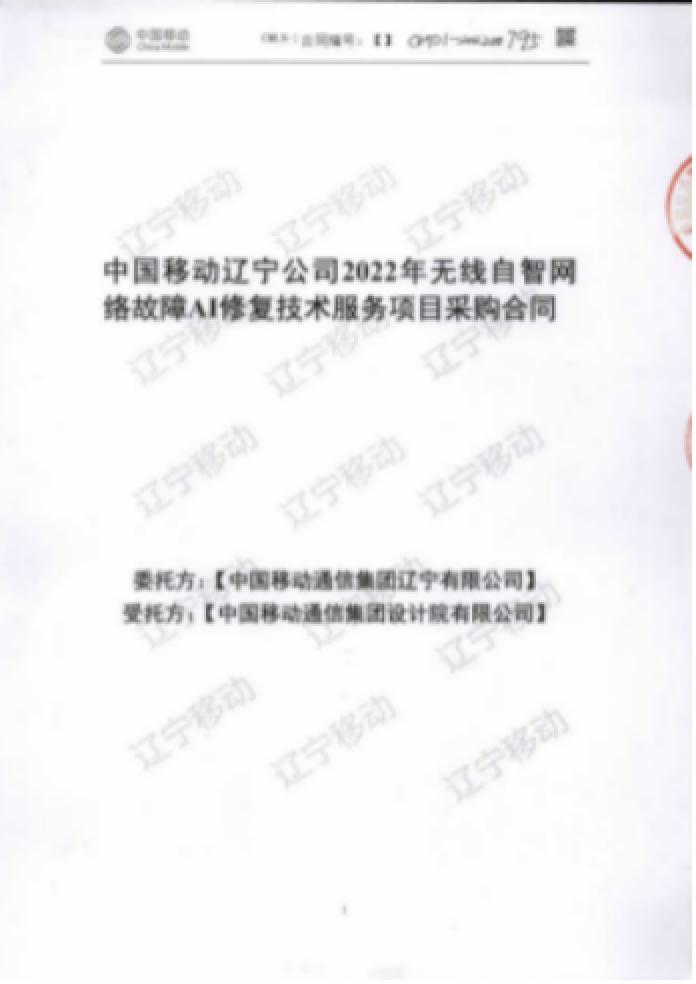 中国移动
China Mobile
合同编号：【 】
辽宁移动 辽宁移动 辽宁移动
中国移动辽宁公司2022年无线自智网
络故障AI修复技术服务项目采购合同
辽宁移动 辽宁移动 辽宁移动
辽宁移动 辽宁移动 辽宁移动
委托方：【中国移动通信集团辽宁有限公司】
受托方：【中国移动通信集团设计院有限公司】
辽宁移动 辽宁移动 辽宁移动
辽宁移动 辽宁移动 辽宁移动
1